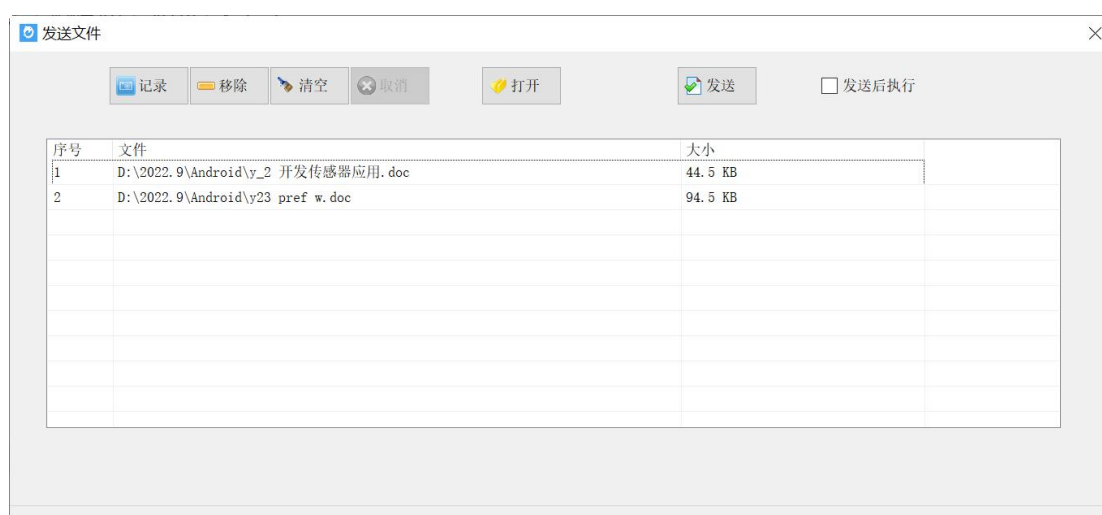 发送文件
记录 移除 清空 取消 打开 发送 发送后执行
序号 文件 大小
1 D:\2022.9\Android\y_2 开发传感器应用.doc 44.5 KB
2 D:\2022.9\Android\y23 pref w.doc 94.5 KB